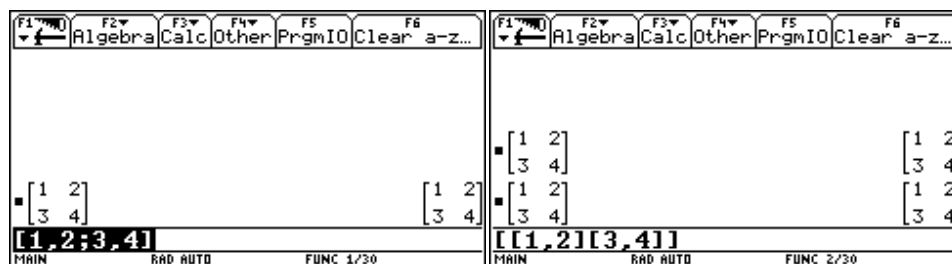 F1 F2 F3 F4 F5 F6
Algebra Calc Other PrgmIO Clear a-z...
[1 2
3 4] [1 2
3 4]
[1,2;3,4]
MAIN RAD AUTO FUNC 1/30
F1 F2 F3 F4 F5 F6
Algebra Calc Other PrgmIO Clear a-z...
[1 2
3 4] [1 2
3 4
[1 2
3 4] [1 2
3 4
[[1,2][3,4]]
MAIN RAD AUTO FUNC 2/30